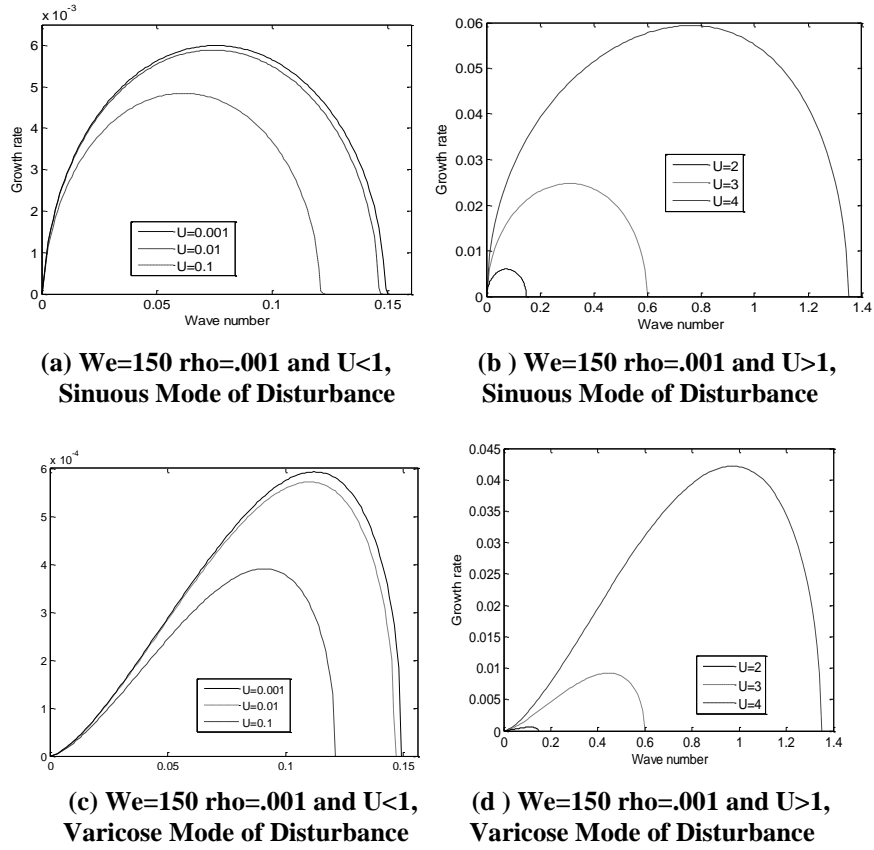 x 10⁻³
6
5
4
3
2
1
0
0
0.05
0.1
0.15
Growth rate
Wave number
U=0.001
U=0.01
U=0.1
0.06
0.05
0.04
0.03
0.02
0.01
0
0
0.2
0.4
0.6
0.8
1
1.2
1.4
Growth rate
Wave number
U=2
U=3
U=4
(a) We=150 rho=.001 and U<1,
Sinuous Mode of Disturbance
(b ) We=150 rho=.001 and U>1,
Sinuous Mode of Disturbance
x 10⁻⁴
6
5
4
3
2
1
0
0
0.05
0.1
0.15
U=0.001
U=0.01
U=0.1
0.045
0.04
0.035
0.03
0.025
0.02
0.015
0.01
0.005
0
0
0.2
0.4
0.6
0.8
1
1.2
1.4
Growth rate
Wave number
U=2
U=3
U=4
(c) We=150 rho=.001 and U<1,
Varicose Mode of Disturbance
(d ) We=150 rho=.001 and U>1,
Varicose Mode of Disturbance